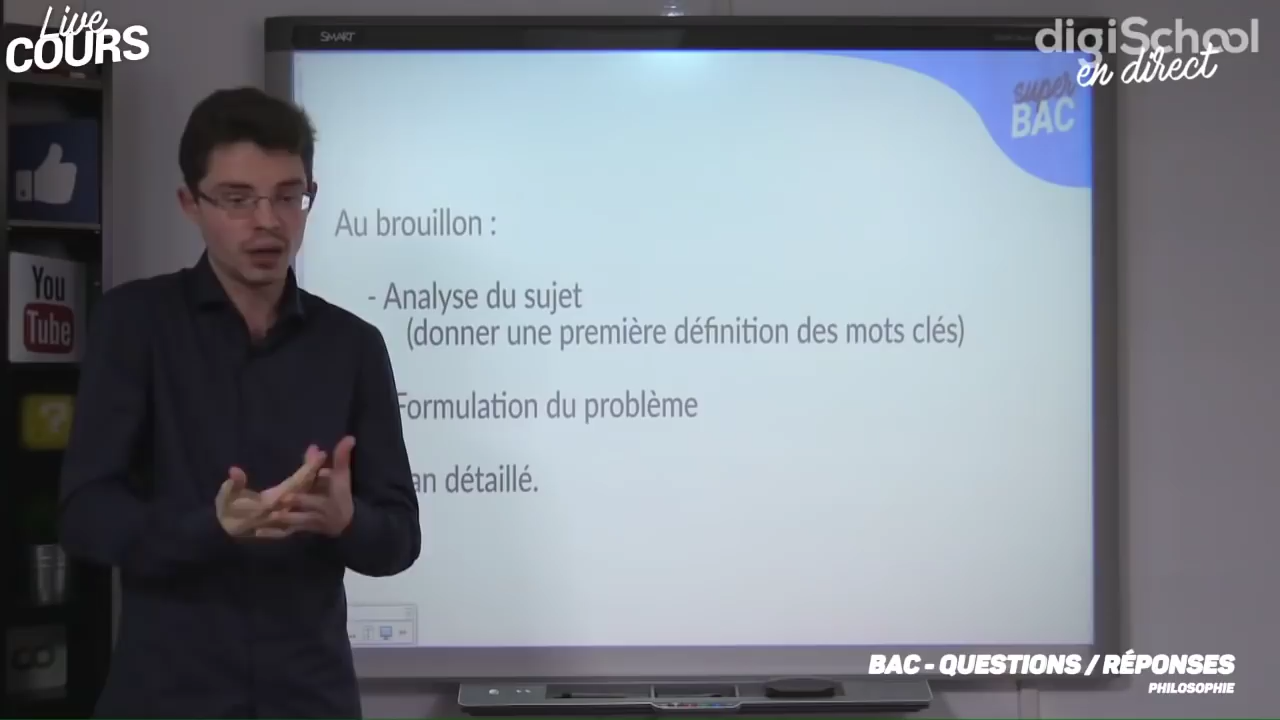 Live
COURS
SMART
digiSchool
en direct
super
BAC
Au brouillon :
- Analyse du sujet
(donner une première définition des mots clés)
Formulation du problème
détaillé.
You
Tube
?
BAC - QUESTIONS / RÉPONSES
PHILOSOPHIE